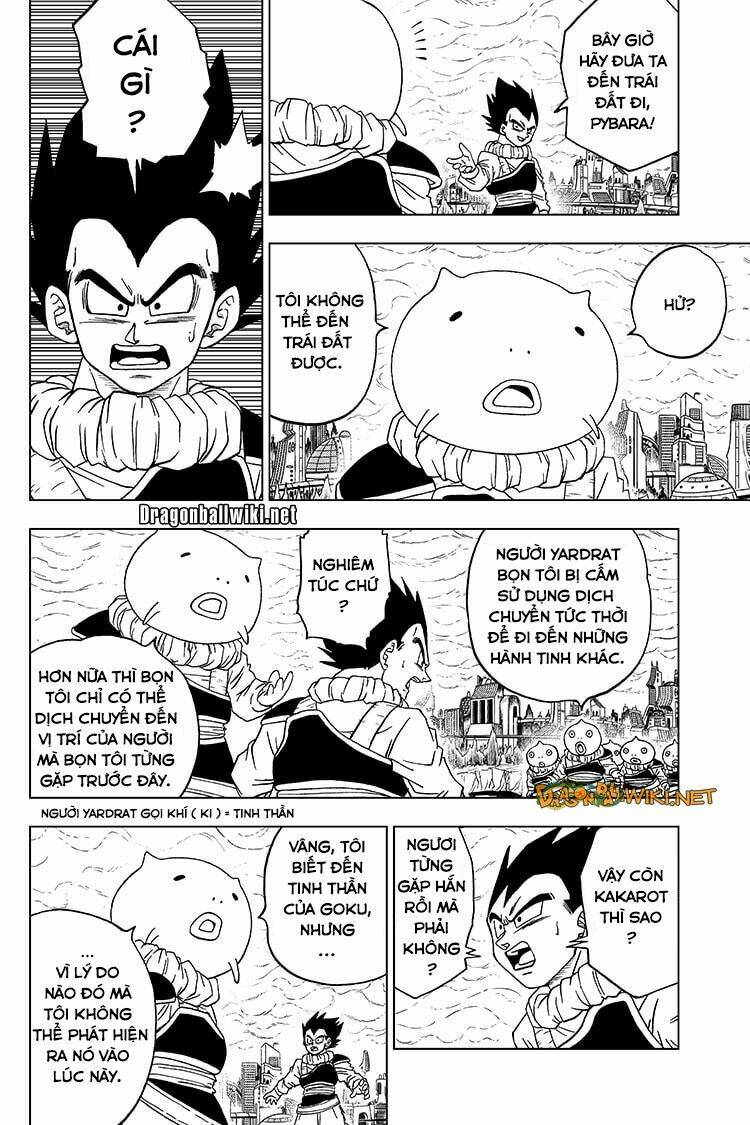 BÂY GIỜ
HÃY ĐƯA TA
ĐẾN TRÁI
ĐẤT ĐI,
PYBARA!
HỬ?
TÔI KHÔNG
THỂ ĐẾN
TRÁI ĐẤT
ĐƯỢC.
CÁI
GÌ
?
Dragonballwiki.net
NGƯỜI YARDRAT
BỌN TÔI BỊ CẤM
SỬ DỤNG DỊCH
CHUYỂN TỨC THỜI
ĐỂ ĐI ĐẾN NHỮNG
HÀNH TINH KHÁC.
NGHIÊM
TÚC CHỨ
?
HƠN NỮA THÌ BỌN
TÔI CHỈ CÓ THỂ
DỊCH CHUYỂN ĐẾN
VỊ TRÍ CỦA NGƯỜI
MÀ BỌN TÔI TỪNG
GẶP TRƯỚC ĐÂY.
DRAGON BALL WIKI.NET
NGƯỜI YARDRAT GỌI KHÍ ( KI ) = TINH THẦN
VẬY CÒN
KAKAROT
THÌ SAO
?
NGƯƠI
TỪNG
GẶP HẮN
RỒI MÀ
PHẢI
KHÔNG
?
VÂNG, TÔI
BIẾT ĐẾN
TINH THẦN
CỦA GOKU,
NHƯNG
...
...
VÌ LÝ DO
NÀO ĐÓ MÀ
TÔI KHÔNG
THỂ PHÁT HIỆN
RA NÓ VÀO
LÚC NÀY.